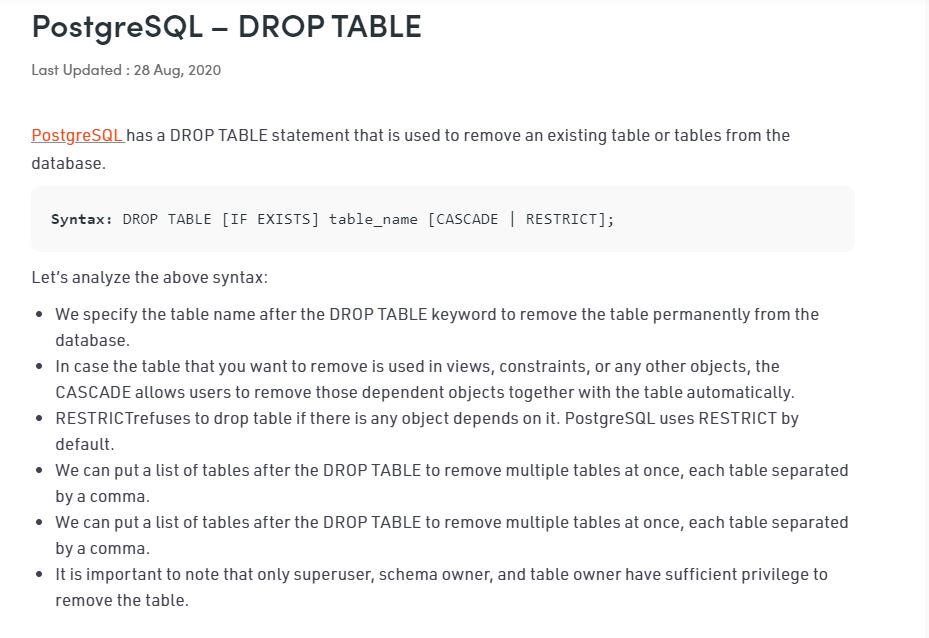 PostgreSQL – DROP TABLE
Last Updated : 28 Aug, 2020
PostgreSQL has a DROP TABLE statement that is used to remove an existing table or tables from the
database.
Syntax: DROP TABLE [IF EXISTS] table_name [CASCADE | RESTRICT];
Let’s analyze the above syntax:
• We specify the table name after the DROP TABLE keyword to remove the table permanently from the
database.
• In case the table that you want to remove is used in views, constraints, or any other objects, the
CASCADE allows users to remove those dependent objects together with the table automatically.
• RESTRICTrefuses to drop table if there is any object depends on it. PostgreSQL uses RESTRICT by
default.
• We can put a list of tables after the DROP TABLE to remove multiple tables at once, each table separated
by a comma.
• We can put a list of tables after the DROP TABLE to remove multiple tables at once, each table separated
by a comma.
• It is important to note that only superuser, schema owner, and table owner have sufficient privilege to
remove the table.